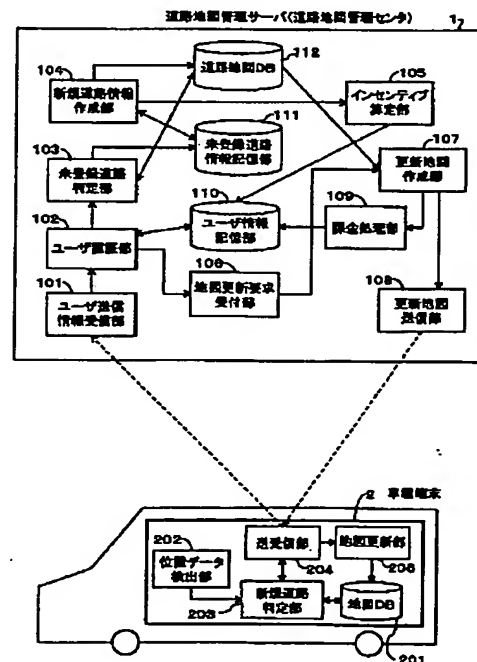 道路地図管理サーバ(道路地図管理センタ) 1
112
道路地図DB
104
新規道路情報
作成部
105
インセンティブ
算定部
111
未登録道路
情報記憶部
103
未登録道路
判定部
107
更新地図
作成部
110
ユーザ情報
記憶部
109
課金処理部
102
ユーザ認証部
106
地図更新要求
受付部
101
ユーザ送信
情報受信部
108
更新地図
送信部
2 車載端末
送受信部
204
地図更新部
205
202
位置データ
検出部
新規道路
判定部
203
地図DB
201